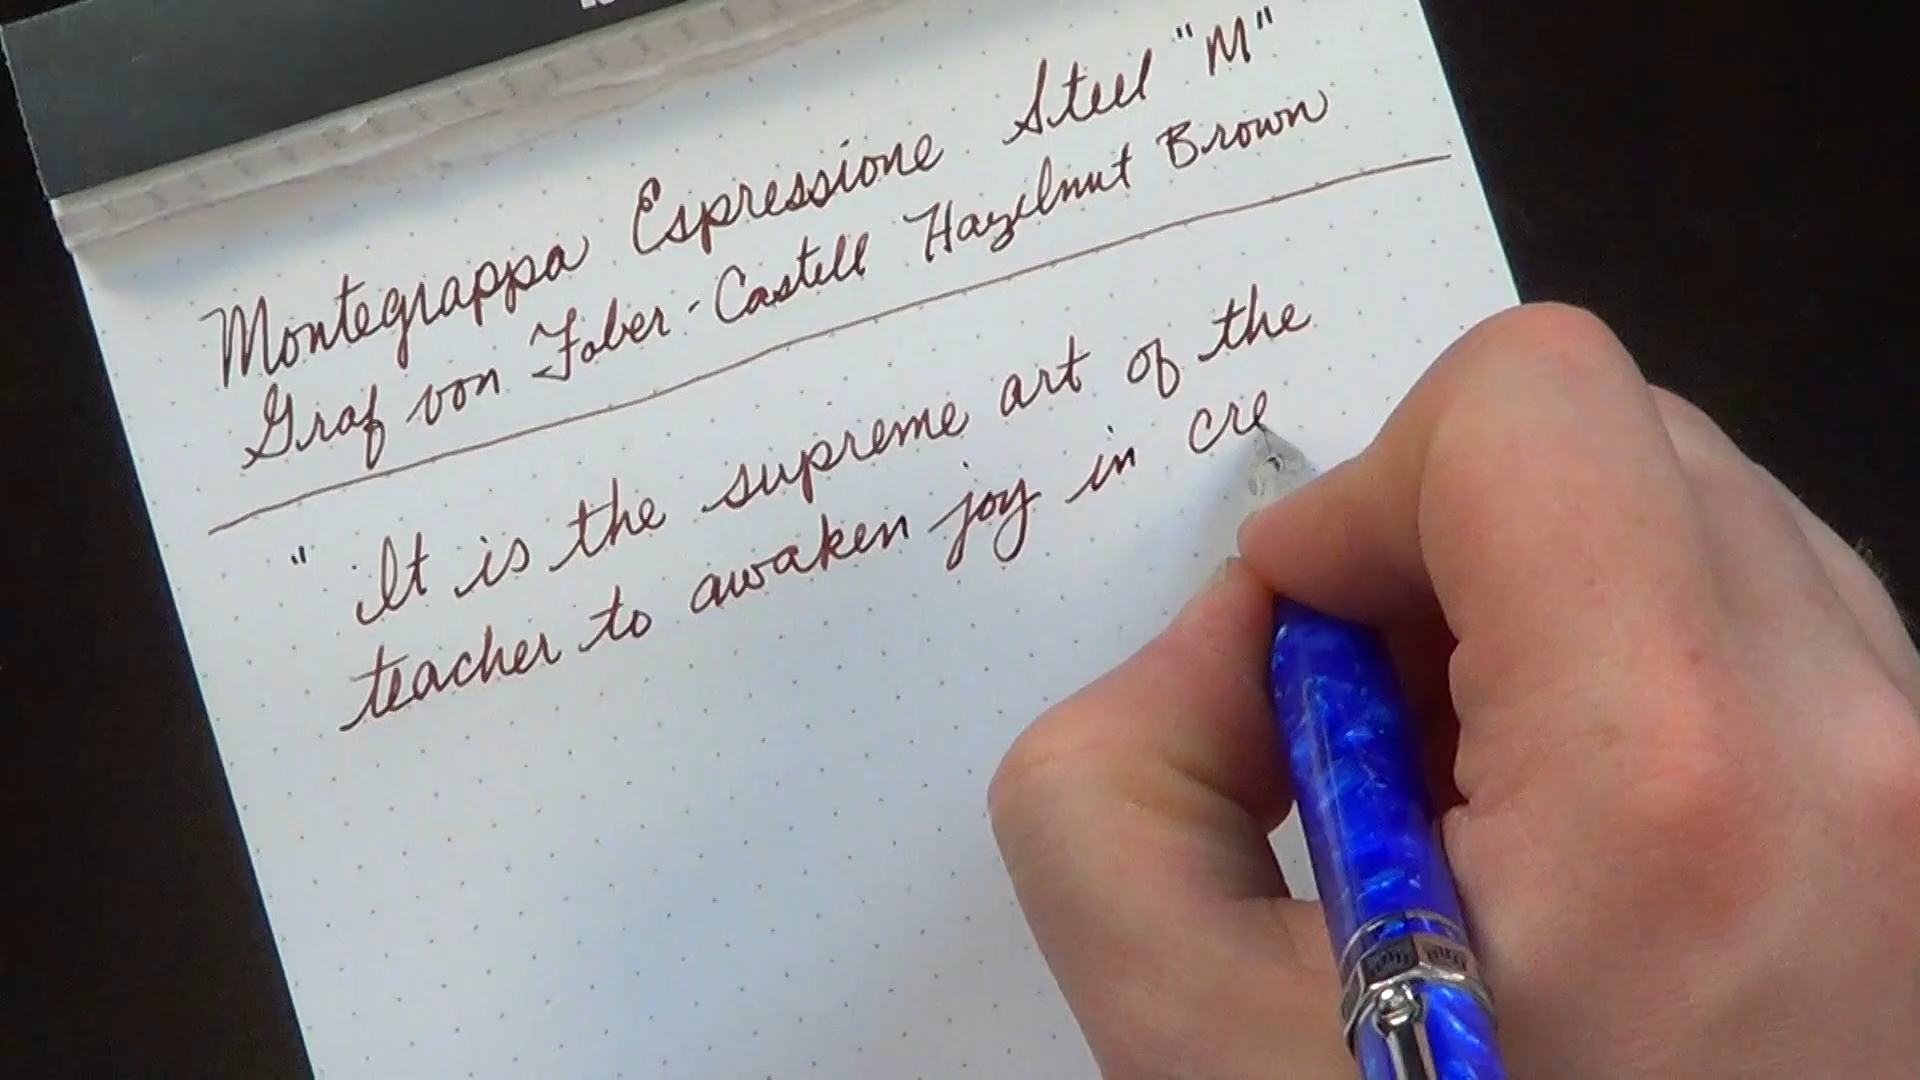 Montegrappa Espressione Steel "M"
Graf von Faber-Castell Hazelnut Brown
"It is the supreme art of the
teacher to awaken joy in cre